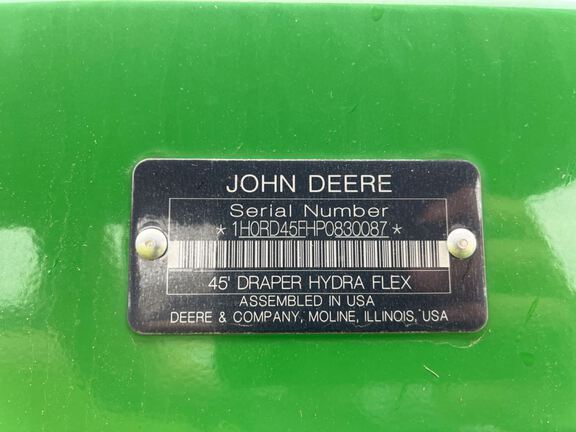 JOHN DEERE
Serial Number
*1H0RD45FHP0830087*
45' DRAPER HYDRA FLEX
ASSEMBLED IN USA
DEERE & COMPANY, MOLINE, ILLINOIS, USA